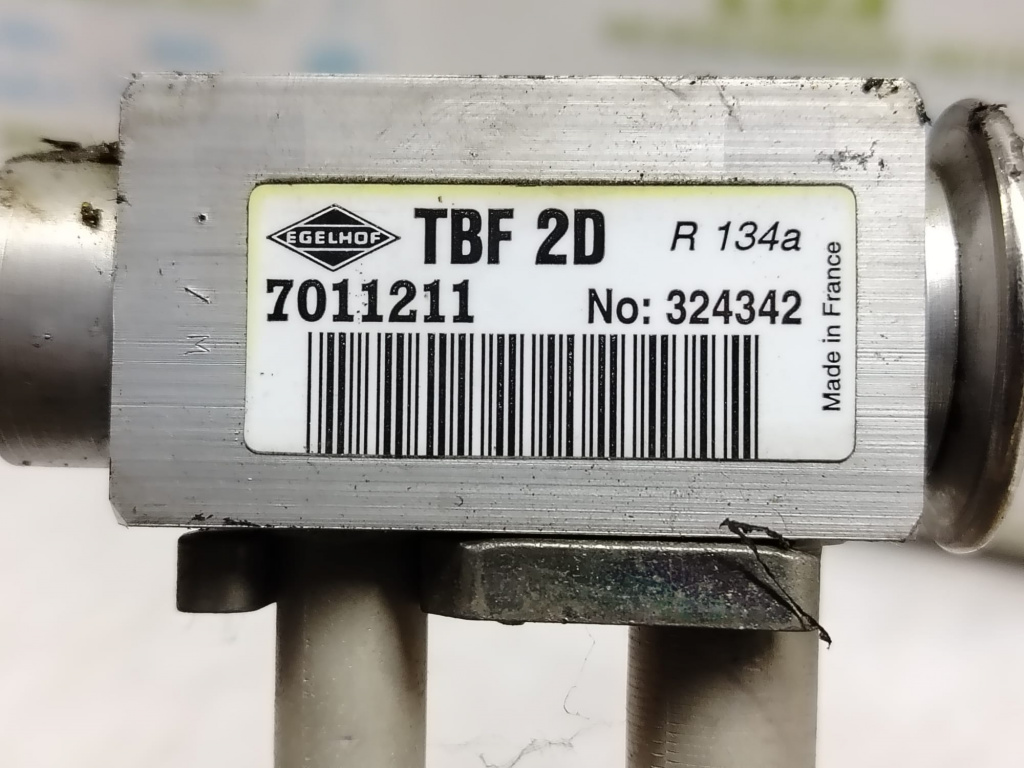 EGELHOF TBF 2D R 134a
7011211 No: 324342
Made in France